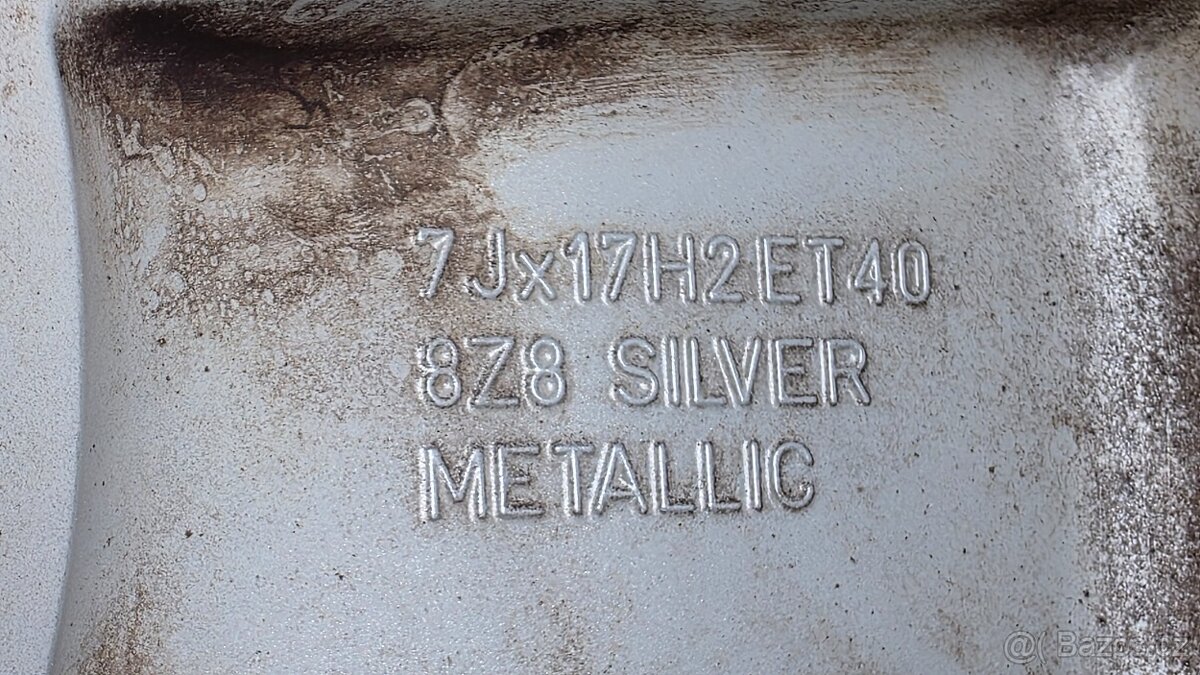 7Jx17H2ET40
8Z8 SILVER
METALLIC
@( Bazos.cz